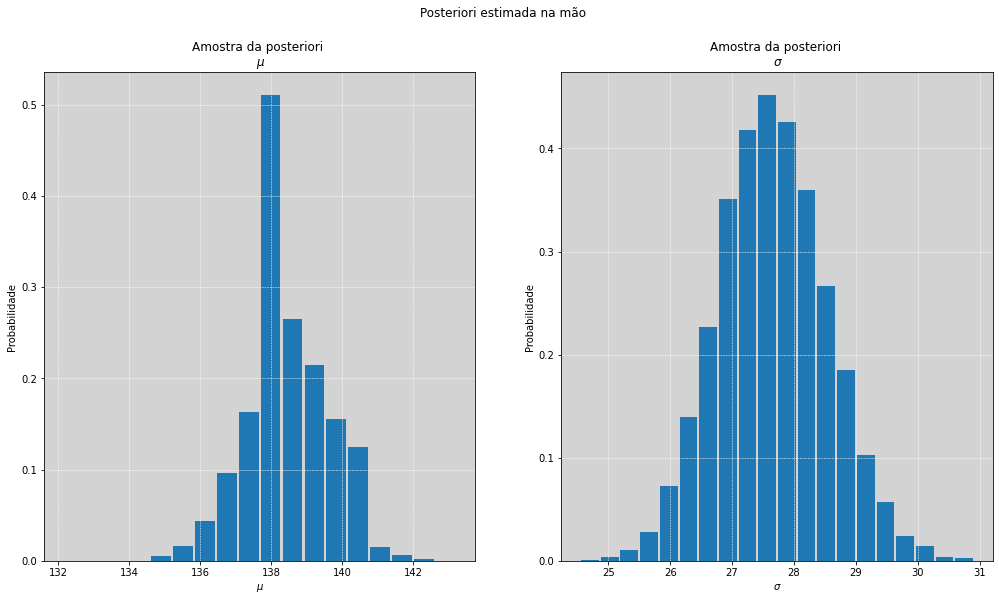 Posteriori estimada na mão
Amostra da posteriori
μ
Probabilidade
0.5
0.4
0.3
0.2
0.1
0.0
132 134 136 138 140 142
μ
Amostra da posteriori
σ
Probabilidade
0.4
0.3
0.2
0.1
0.0
25 26 27 28 29 30 31
σ